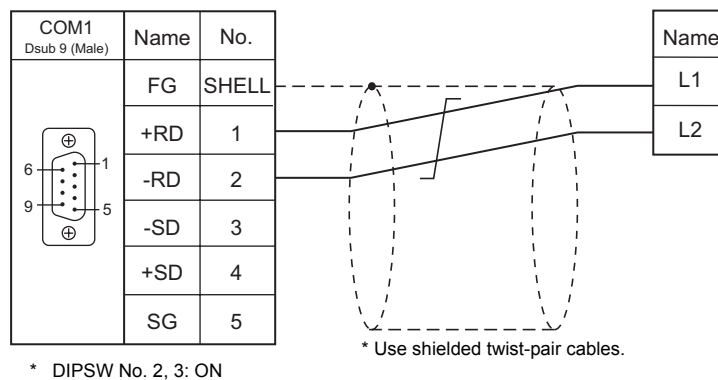 COM1
Dsub 9 (Male)
Name
No.
Name
FG
SHELL
L1
+RD
1
L2
-RD
2
-SD
3
+SD
4
SG
5
6
1
9
5
* Use shielded twist-pair cables.
* DIPSW No. 2, 3: ON